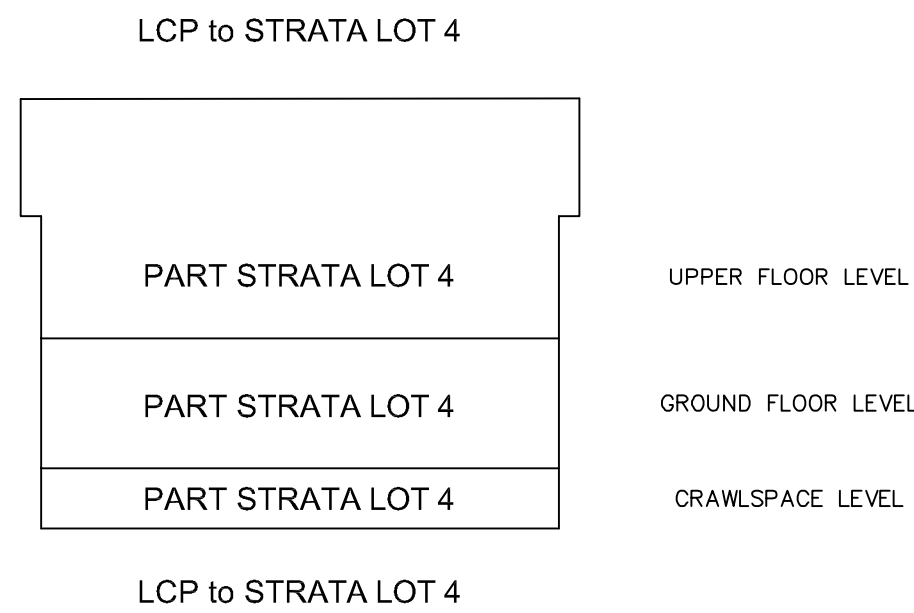 LCP to STRATA LOT 4
PART STRATA LOT 4 UPPER FLOOR LEVEL
PART STRATA LOT 4 GROUND FLOOR LEVEL
PART STRATA LOT 4 CRAWLSPACE LEVEL
LCP to STRATA LOT 4